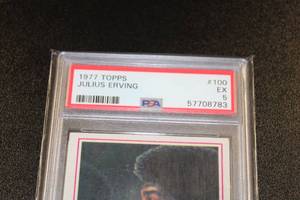 1977 TOPPS #100
JULIUS ERVING EX
5
PSA 57708783